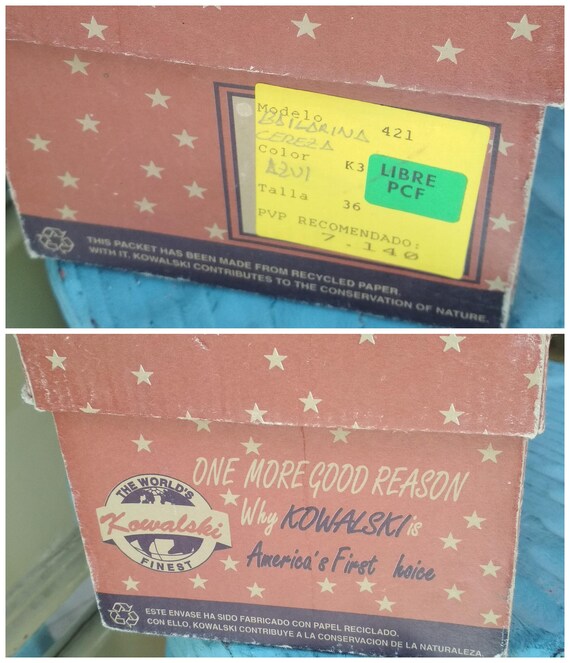 Modelo 421
BAILARINA
CEREZA
Color K3
AZUL
Talla 36
PVP RECOMENDADO:
7.140
LIBRE
PCF
THIS PACKET HAS BEEN MADE FROM RECYCLED PAPER.
WITH IT. KOWALSKI CONTRIBUTES TO THE CONSERVATION OF NATURE.
THE WORLD'S
Kowalski
FINEST
ONE MORE GOOD REASON
Why KOWALSKI is
America's First hoice
ESTE ENVASE HA SIDO FABRICADO CON PAPEL RECICLADO.
CON ELLO, KOWALSKI CONTRIBUYE A LA CONSERVACION DE LA NATURALEZA.